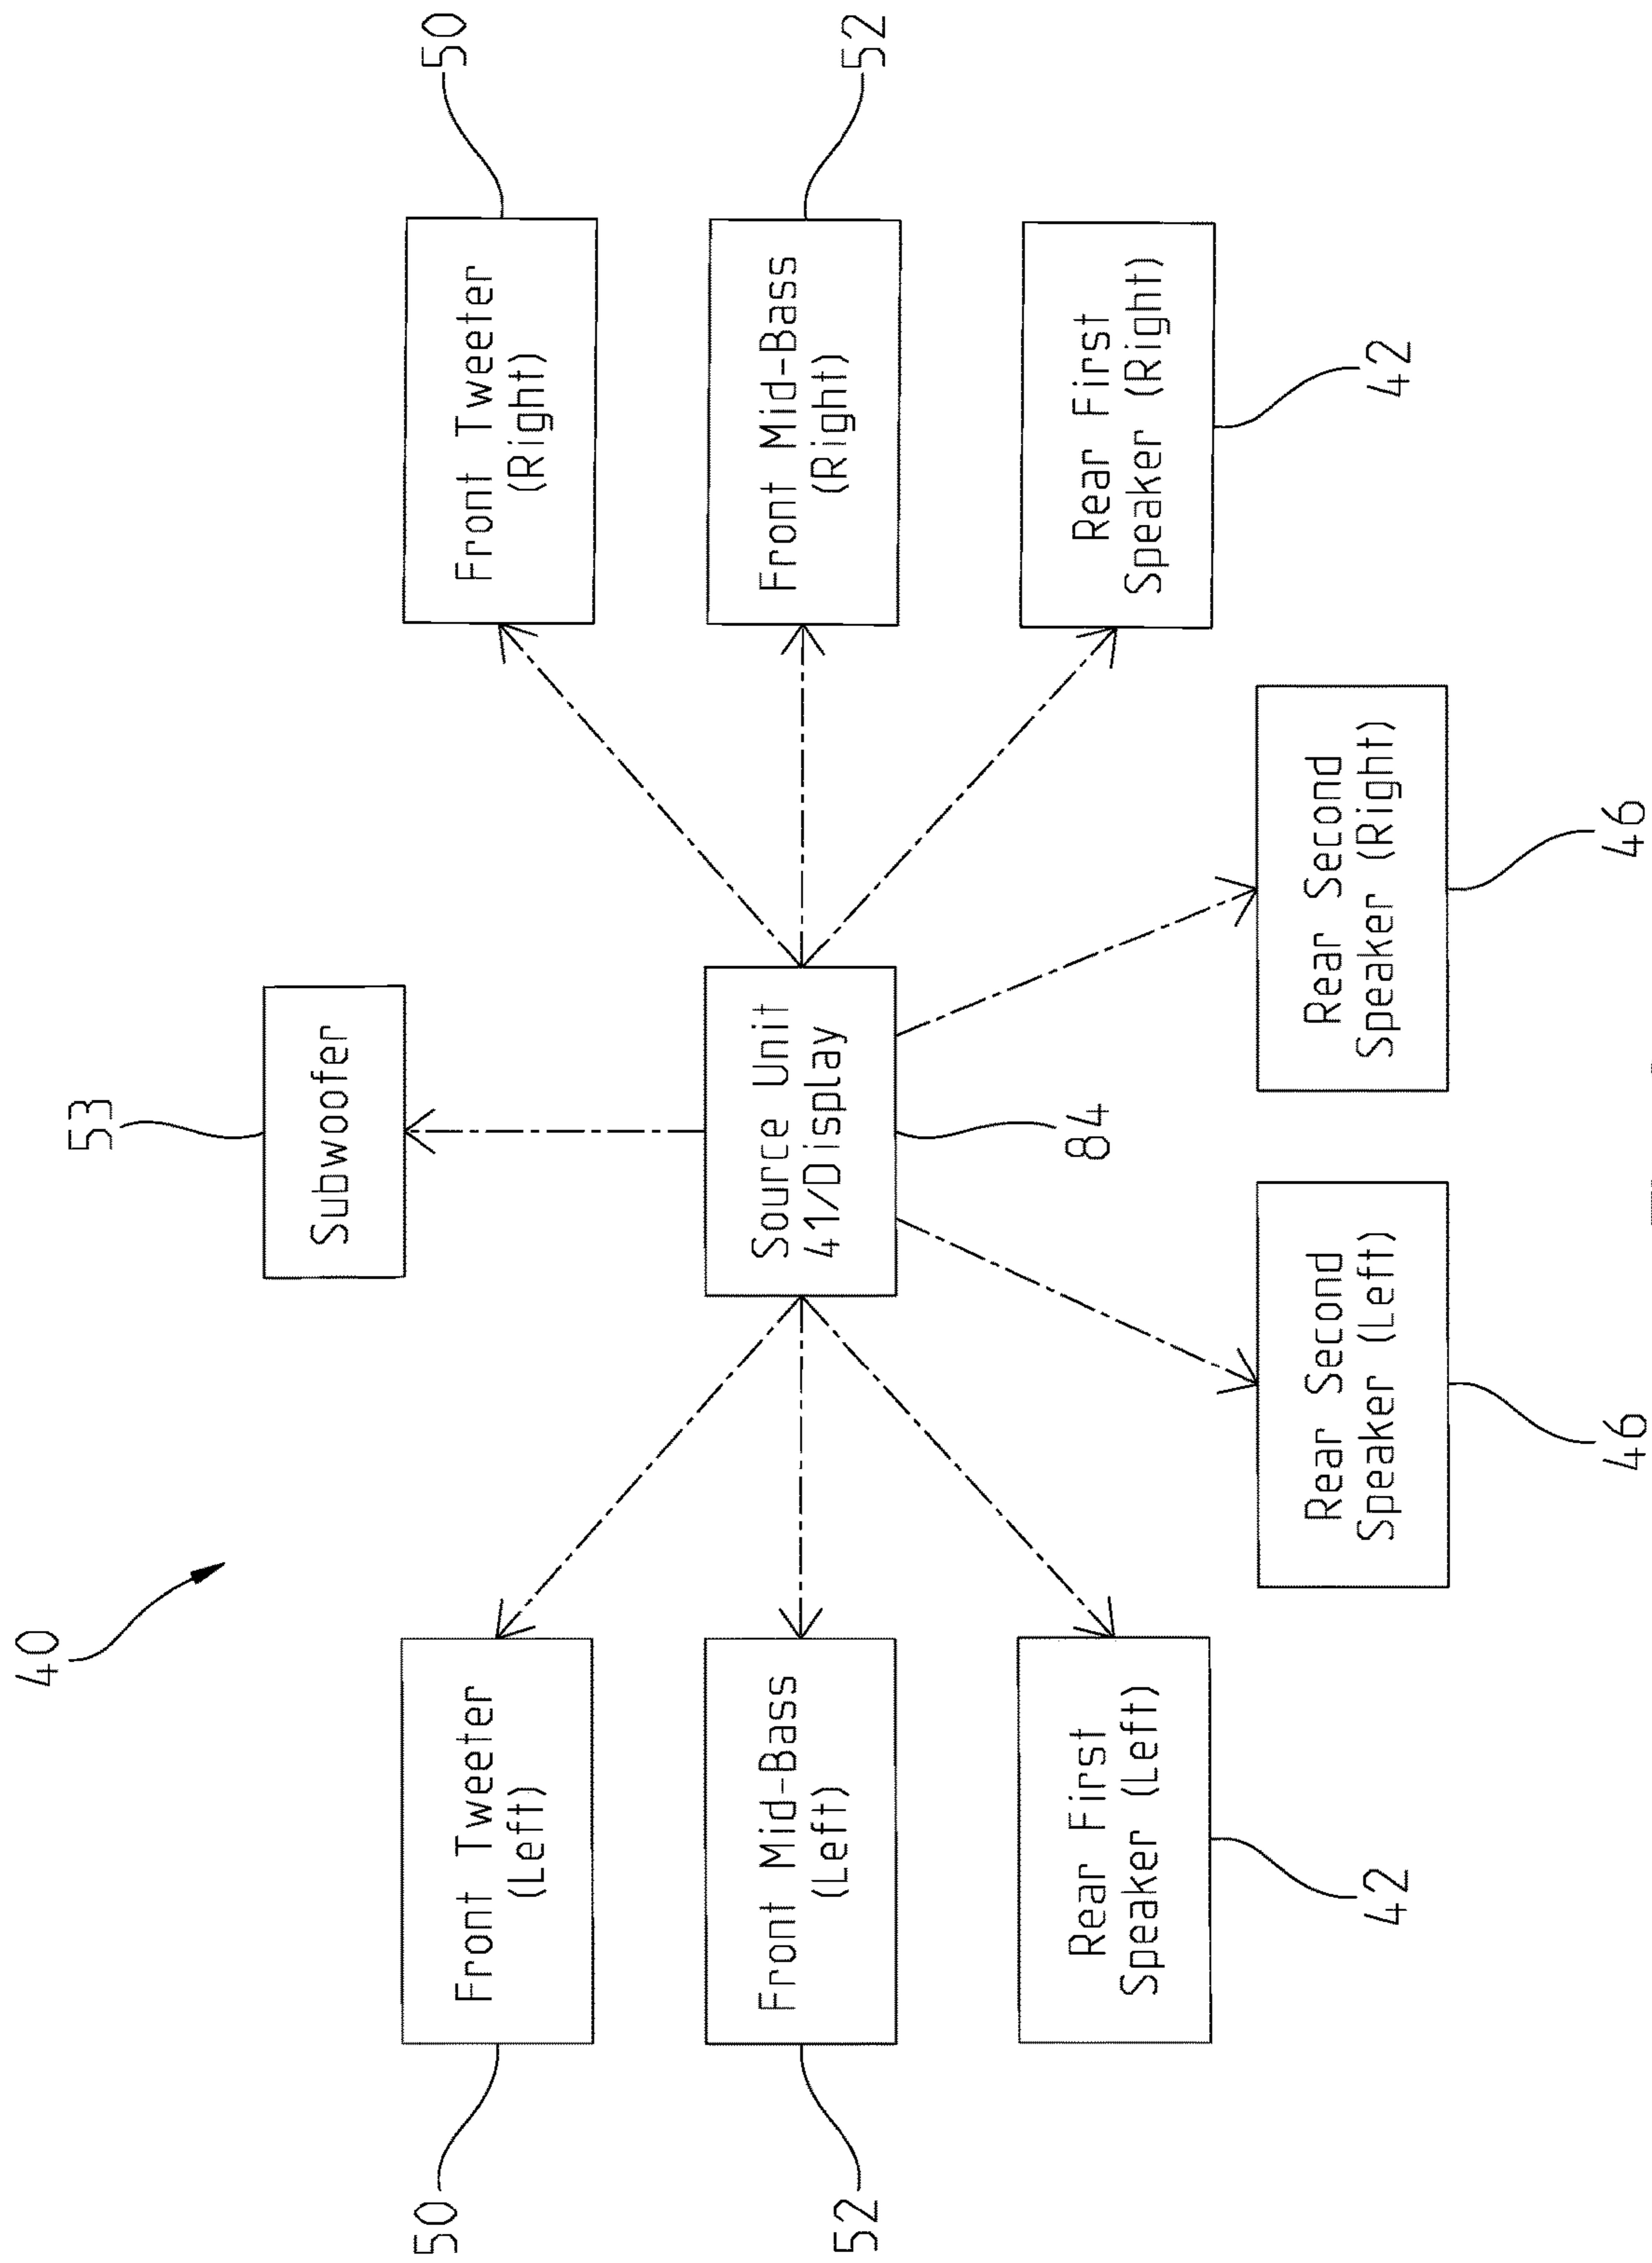 40
53
Subwoofer
50
Front Tweeter
(Left)
Front Tweeter
(Right)
50
52
Front Mid-Bass
(Left)
Source Unit
41/Display
84
Front Mid-Bass
(Right)
52
Rear First
Speaker (Left)
42
Rear First
Speaker (Right)
42
Rear Second
Speaker (Left)
46
Rear Second
Speaker (Right)
46